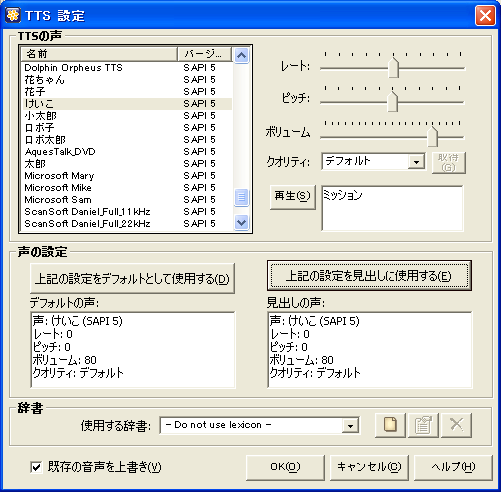 TTS 設定
TTSの声
名前 バージ...
Dolphin Orpheus TTS SAPI 5
花ちゃん SAPI 5
花子 SAPI 5
けいこ SAPI 5
小太郎 SAPI 5
ロボ子 SAPI 5
ロボ太郎 SAPI 5
AquesTalk_DVD SAPI 5
太郎 SAPI 5
Microsoft Mary SAPI 5
Microsoft Mike SAPI 5
Microsoft Sam SAPI 5
ScanSoft Daniel_Full_11kHz SAPI 5
ScanSoft Daniel_Full_22kHz SAPI 5
レート:
ピッチ:
ボリューム
クオリティ: デフォルト 取得(G)
再生(S) ミッション
声の設定
上記の設定をデフォルトとして使用する(D)
上記の設定を見出しに使用する(E)
デフォルトの声:
声: けいこ (SAPI 5)
レート: 0
ピッチ: 0
ボリューム: 80
クオリティ: デフォルト
見出しの声:
声: けいこ (SAPI 5)
レート: 0
ピッチ: 0
ボリューム: 80
クオリティ: デフォルト
辞書
使用する辞書: - Do not use lexicon -
既存の音声を上書き(V)
OK(O) キャンセル(C) ヘルプ(H)